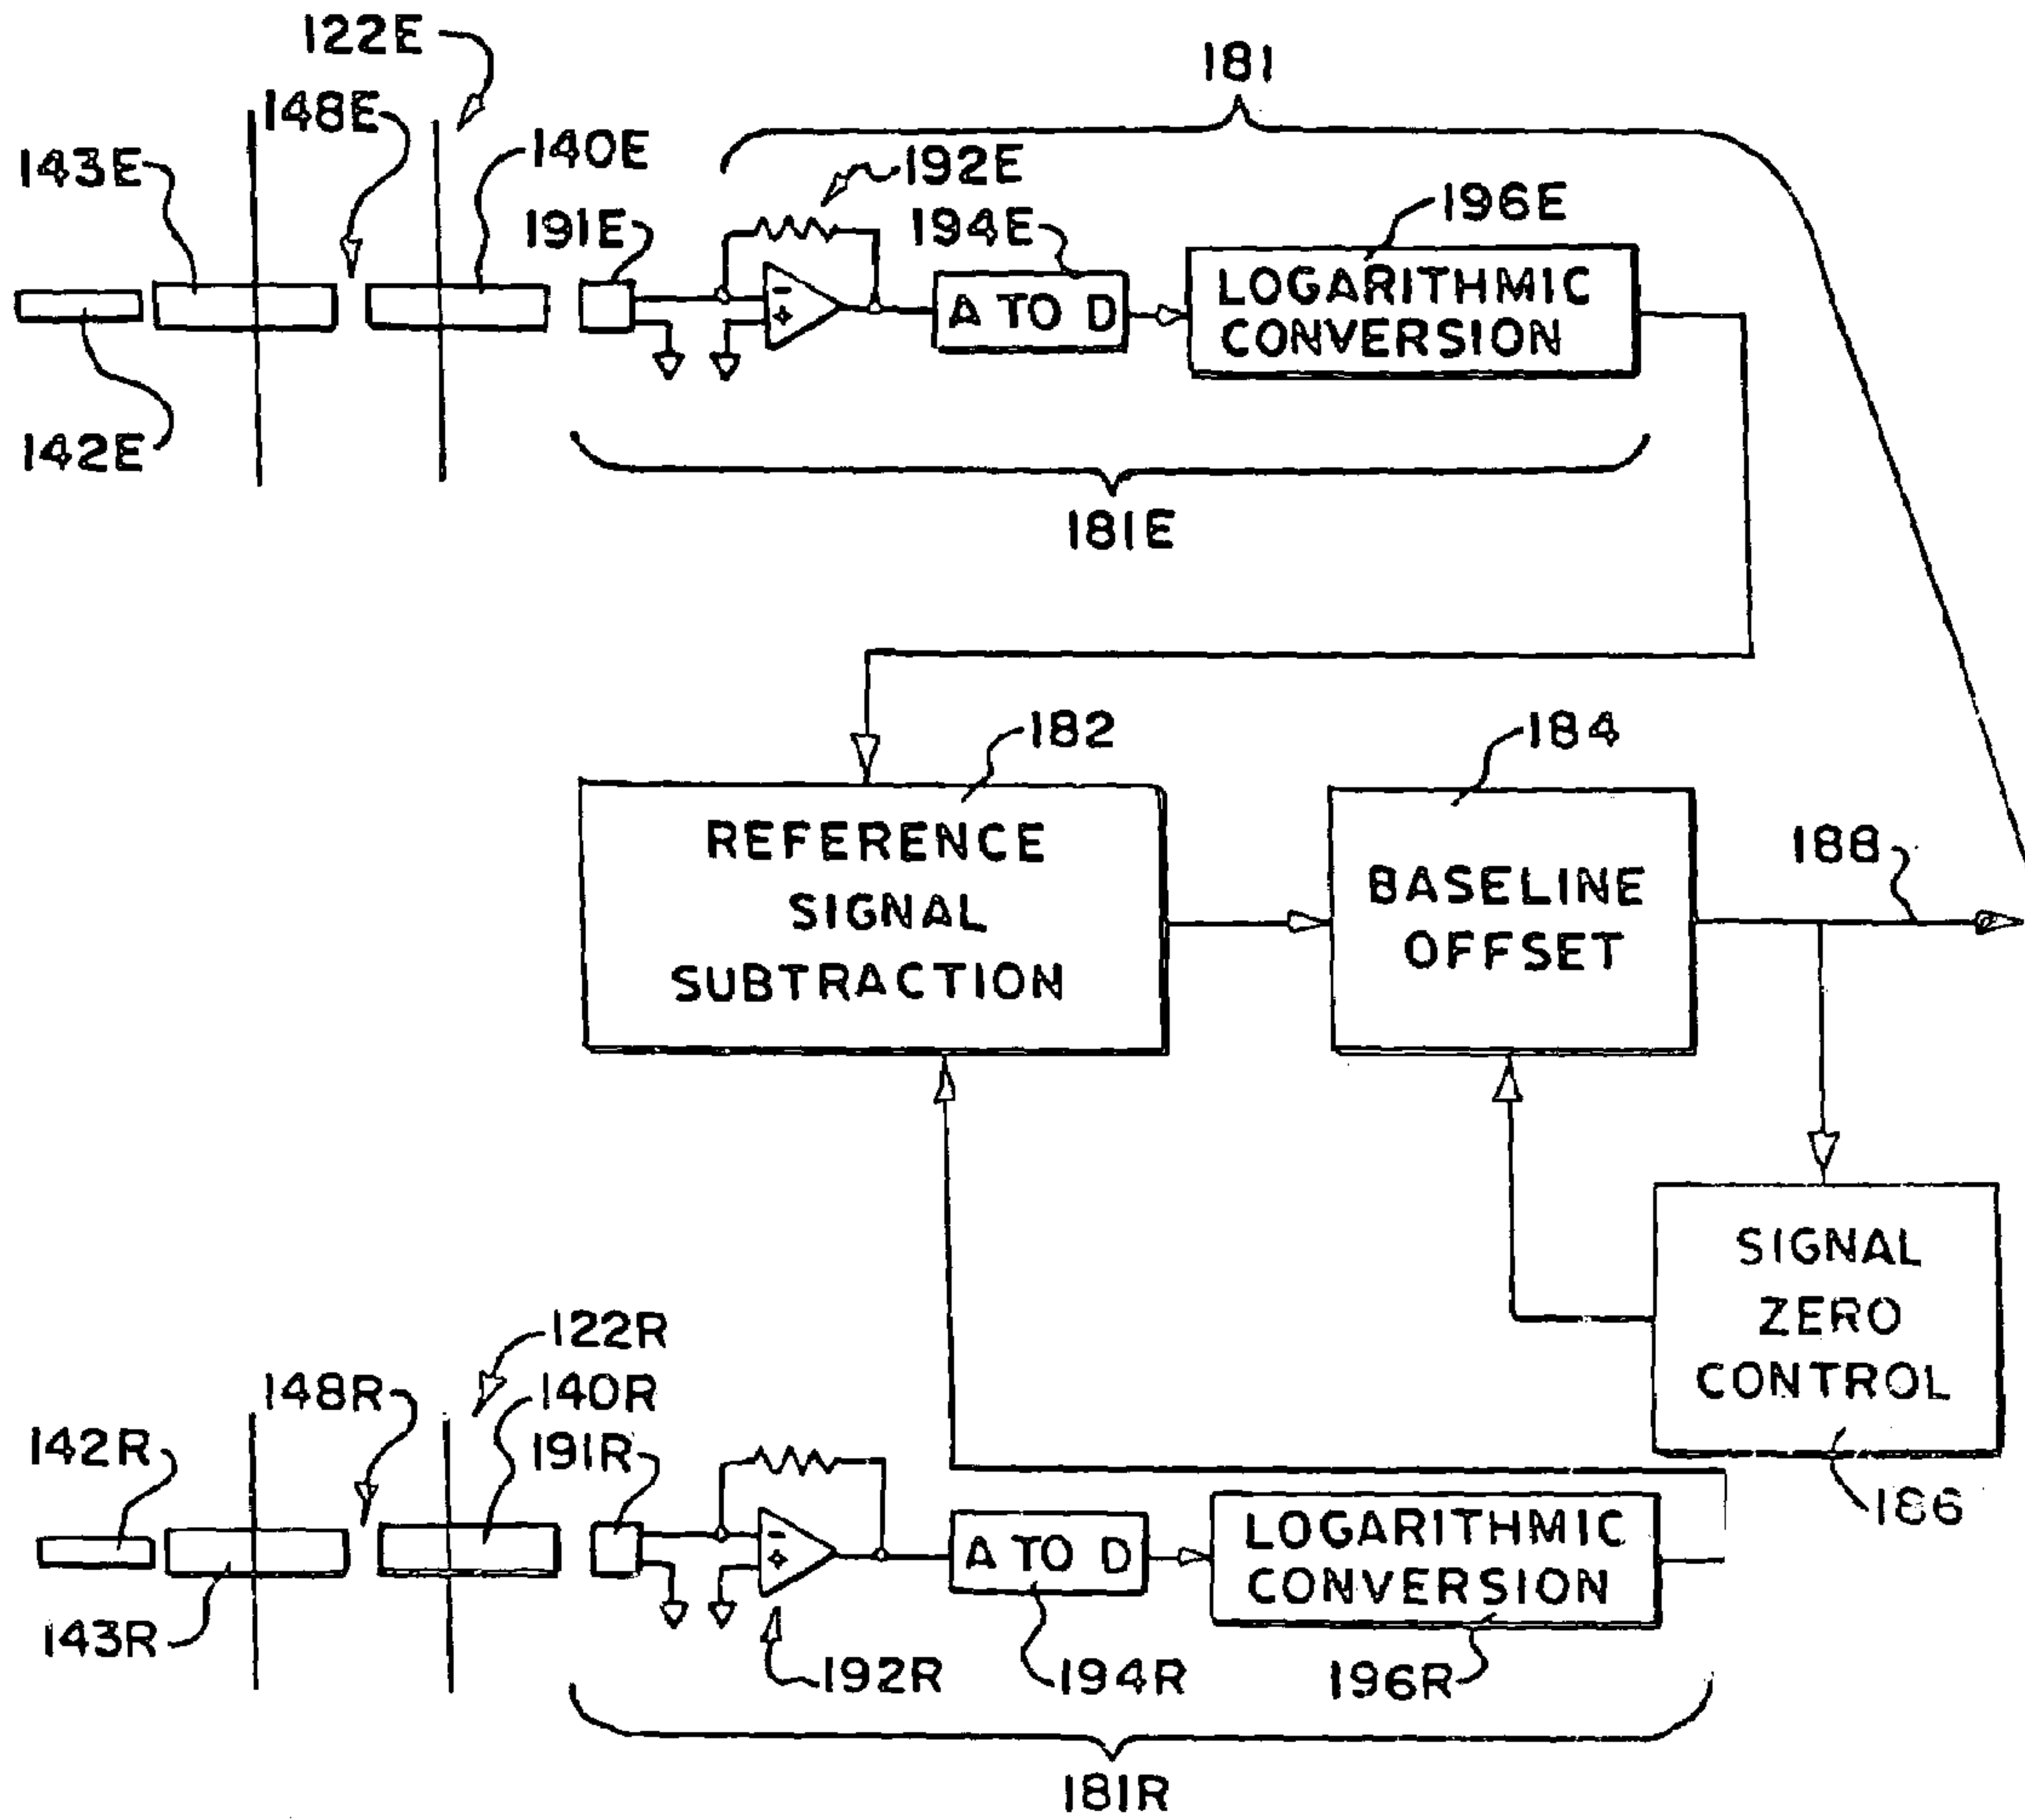 122E
181
148E
143E
140E
192E
191E
194E
196E
A TO D
LOGARITHMIC
CONVERSION
-
+
142E
181E
182
184
188
REFERENCE
SIGNAL
SUBTRACTION
BASELINE
OFFSET
SIGNAL
ZERO
CONTROL
186
122R
148R
140R
142R
191R
-
+
A TO D
LOGARITHMIC
CONVERSION
143R
192R
194R
196R
181R